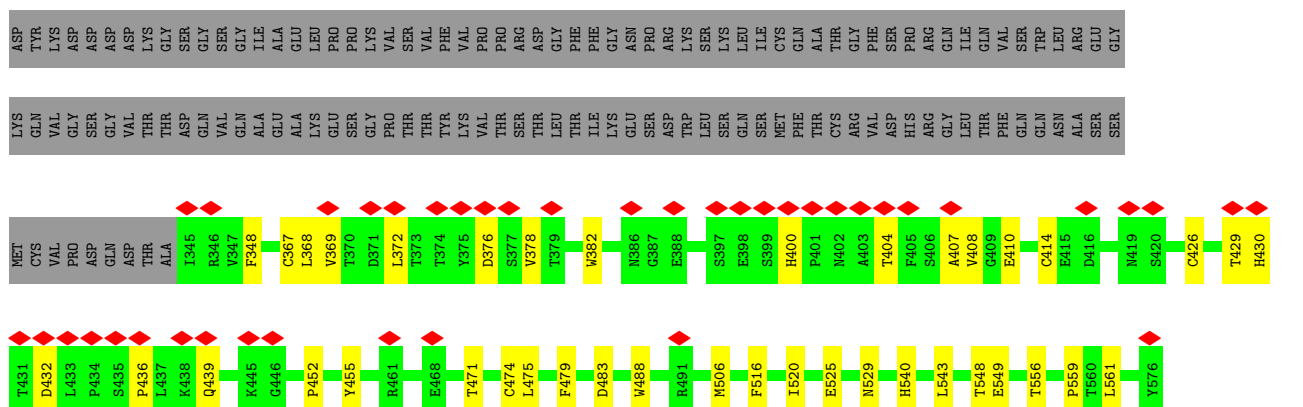 ASP TYR LYS ASP ASP ASP ASP LYS GLY SER GLY SER GLY ILE ALA GLU LEU PRO PRO LYS VAL SER VAL PHE VAL PRO PRO ARG ASP GLY PHE PHE GLY ASN PRO ARG LYS SER LYS LEU ILE CYS GLN ALA THR GLY PHE SER PRO ARG GLN ILE GLN VAL SER TRP LEU ARG GLU GLY
LYS GLN VAL GLY SER GLY VAL THR THR ASP GLN VAL GLN ALA GLU ALA LYS GLU SER GLY PRO THR THR TYR LYS VAL THR SER THR LEU THR ILE LYS GLU SER ASP TRP LEU SER GLN SER MET PHE THR CYS ARG VAL ASP HIS ARG GLY LEU THR PHE GLN GLN ASN ALA SER SER
MET CYS VAL PRO ASP GLN ASP THR ALA I345 R346 V347 F348 C367 L368 V369 T370 D371 L372 T373 T374 Y375 D376 S377 V378 T379 W382 N386 G387 E388 S397 E398 S399 H400 P401 N402 A403 T404 F405 S406 A407 V408 G409 E410 C414 E415 D416 N419 S420 C426 T429 H430
T431 D432 L433 P434 S435 P436 L437 K438 Q439 K445 G446 P452 Y455 R461 E468 T471 C474 L475 F479 D483 W488 R491 M506 F516 I520 E525 N529 H540 L543 T548 E549 T556 P559 T560 L561 Y576